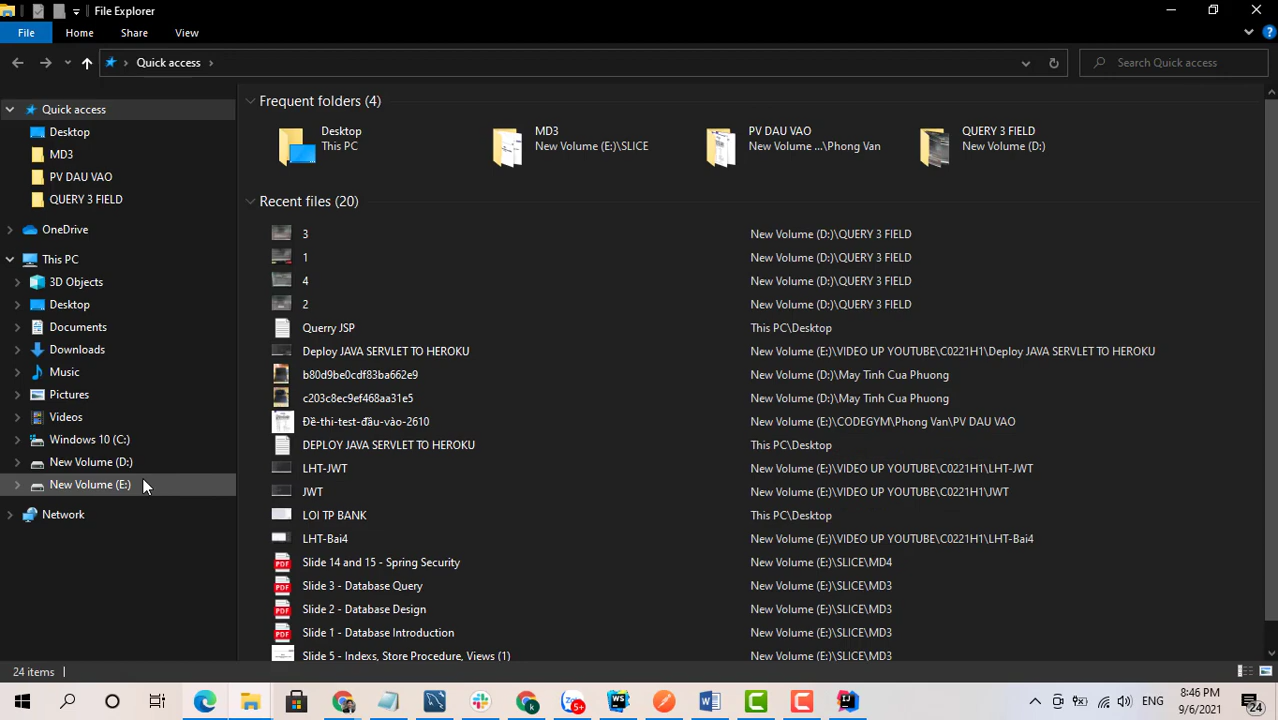 File Explorer
File
Home
Share
View
Quick access
Search Quick access
Quick access
Desktop
MD3
PV DAU VAO
QUERY 3 FIELD
OneDrive
This PC
3D Objects
Desktop
Documents
Downloads
Music
Pictures
Videos
Windows 10 (C:)
New Volume (D:)
New Volume (E:)
Network
Frequent folders (4)
Desktop
This PC
MD3
New Volume (E:)\SLICE
PV DAU VAO
New Volume ...\Phong Van
QUERY 3 FIELD
New Volume (D:)
Recent files (20)
3 New Volume (D:)\QUERY 3 FIELD
1 New Volume (D:)\QUERY 3 FIELD
4 New Volume (D:)\QUERY 3 FIELD
2 New Volume (D:)\QUERY 3 FIELD
Querry JSP This PC\Desktop
Deploy JAVA SERVLET TO HEROKU New Volume (E:)\VIDEO UP YOUTUBE\C0221H1\Deploy JAVA SERVLET TO HEROKU
b80d9be0cdf83ba662e9 New Volume (D:)\May Tinh Cua Phuong
c203c8ec9ef468aa31e5 New Volume (D:)\May Tinh Cua Phuong
Đề-thi-test-đầu-vào-2610 New Volume (E:)\CODEGYM\Phong Van\PV DAU VAO
DEPLOY JAVA SERVLET TO HEROKU This PC\Desktop
LHT-JWT New Volume (E:)\VIDEO UP YOUTUBE\C0221H1\LHT-JWT
JWT New Volume (E:)\VIDEO UP YOUTUBE\C0221H1\JWT
LOI TP BANK This PC\Desktop
LHT-Bai4 New Volume (E:)\VIDEO UP YOUTUBE\C0221H1\LHT-Bai4
Slide 14 and 15 - Spring Security New Volume (E:)\SLICE\MD4
Slide 3 - Database Query New Volume (E:)\SLICE\MD3
Slide 2 - Database Design New Volume (E:)\SLICE\MD3
Slide 1 - Database Introduction New Volume (E:)\SLICE\MD3
Slide 5 - Indexs, Store Procedure, Views (1) New Volume (E:)\SLICE\MD3
24 items
5+
ENG
8:46 PM
9/6/2021
24